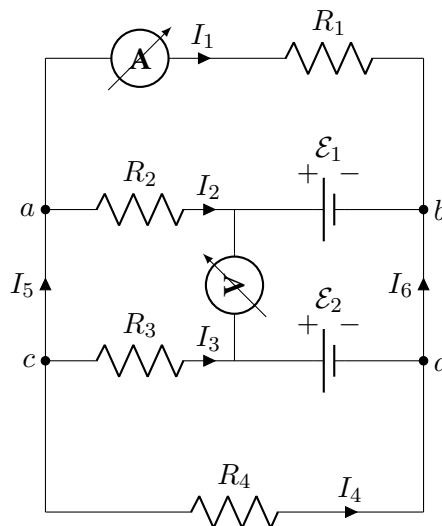 I₁ R₁
A
R₂ I₂ + ℰ₁ −
a b
V
I₅ I₆
R₃ I₃ + ℰ₂ −
c d
R₄ I₄